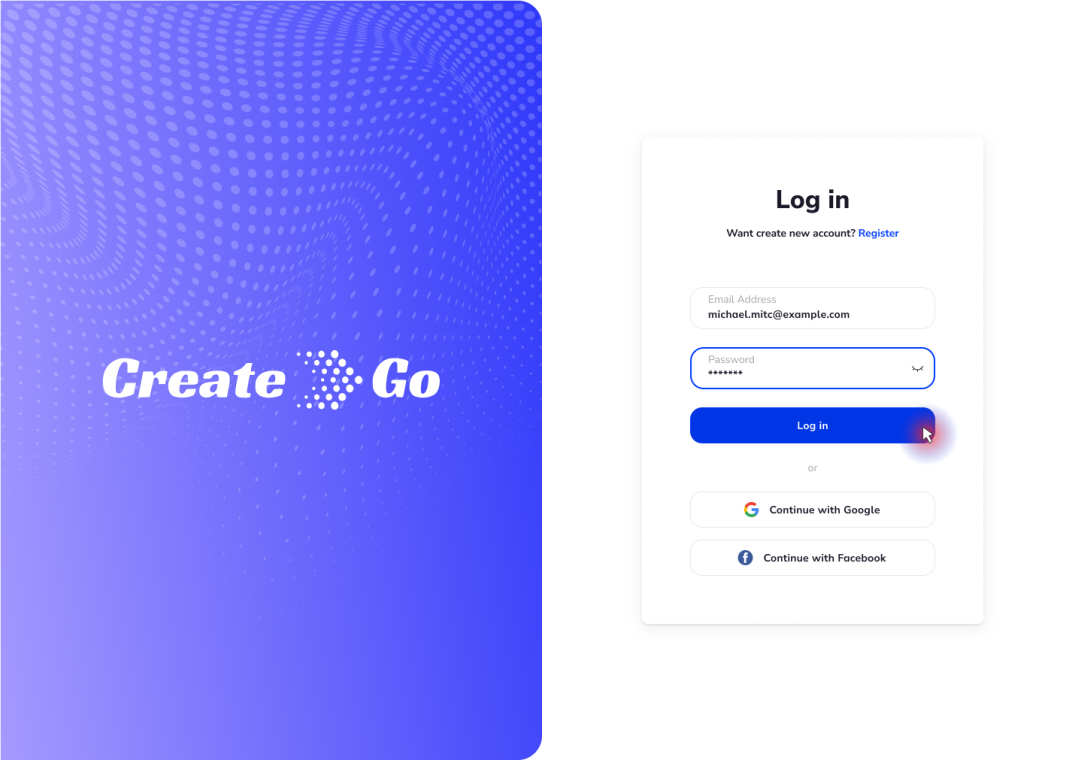 Create Go
Log in
Want create new account? Register
Email Address
michael.mitc@example.com
Password
*******
Log in
or
Continue with Google
Continue with Facebook